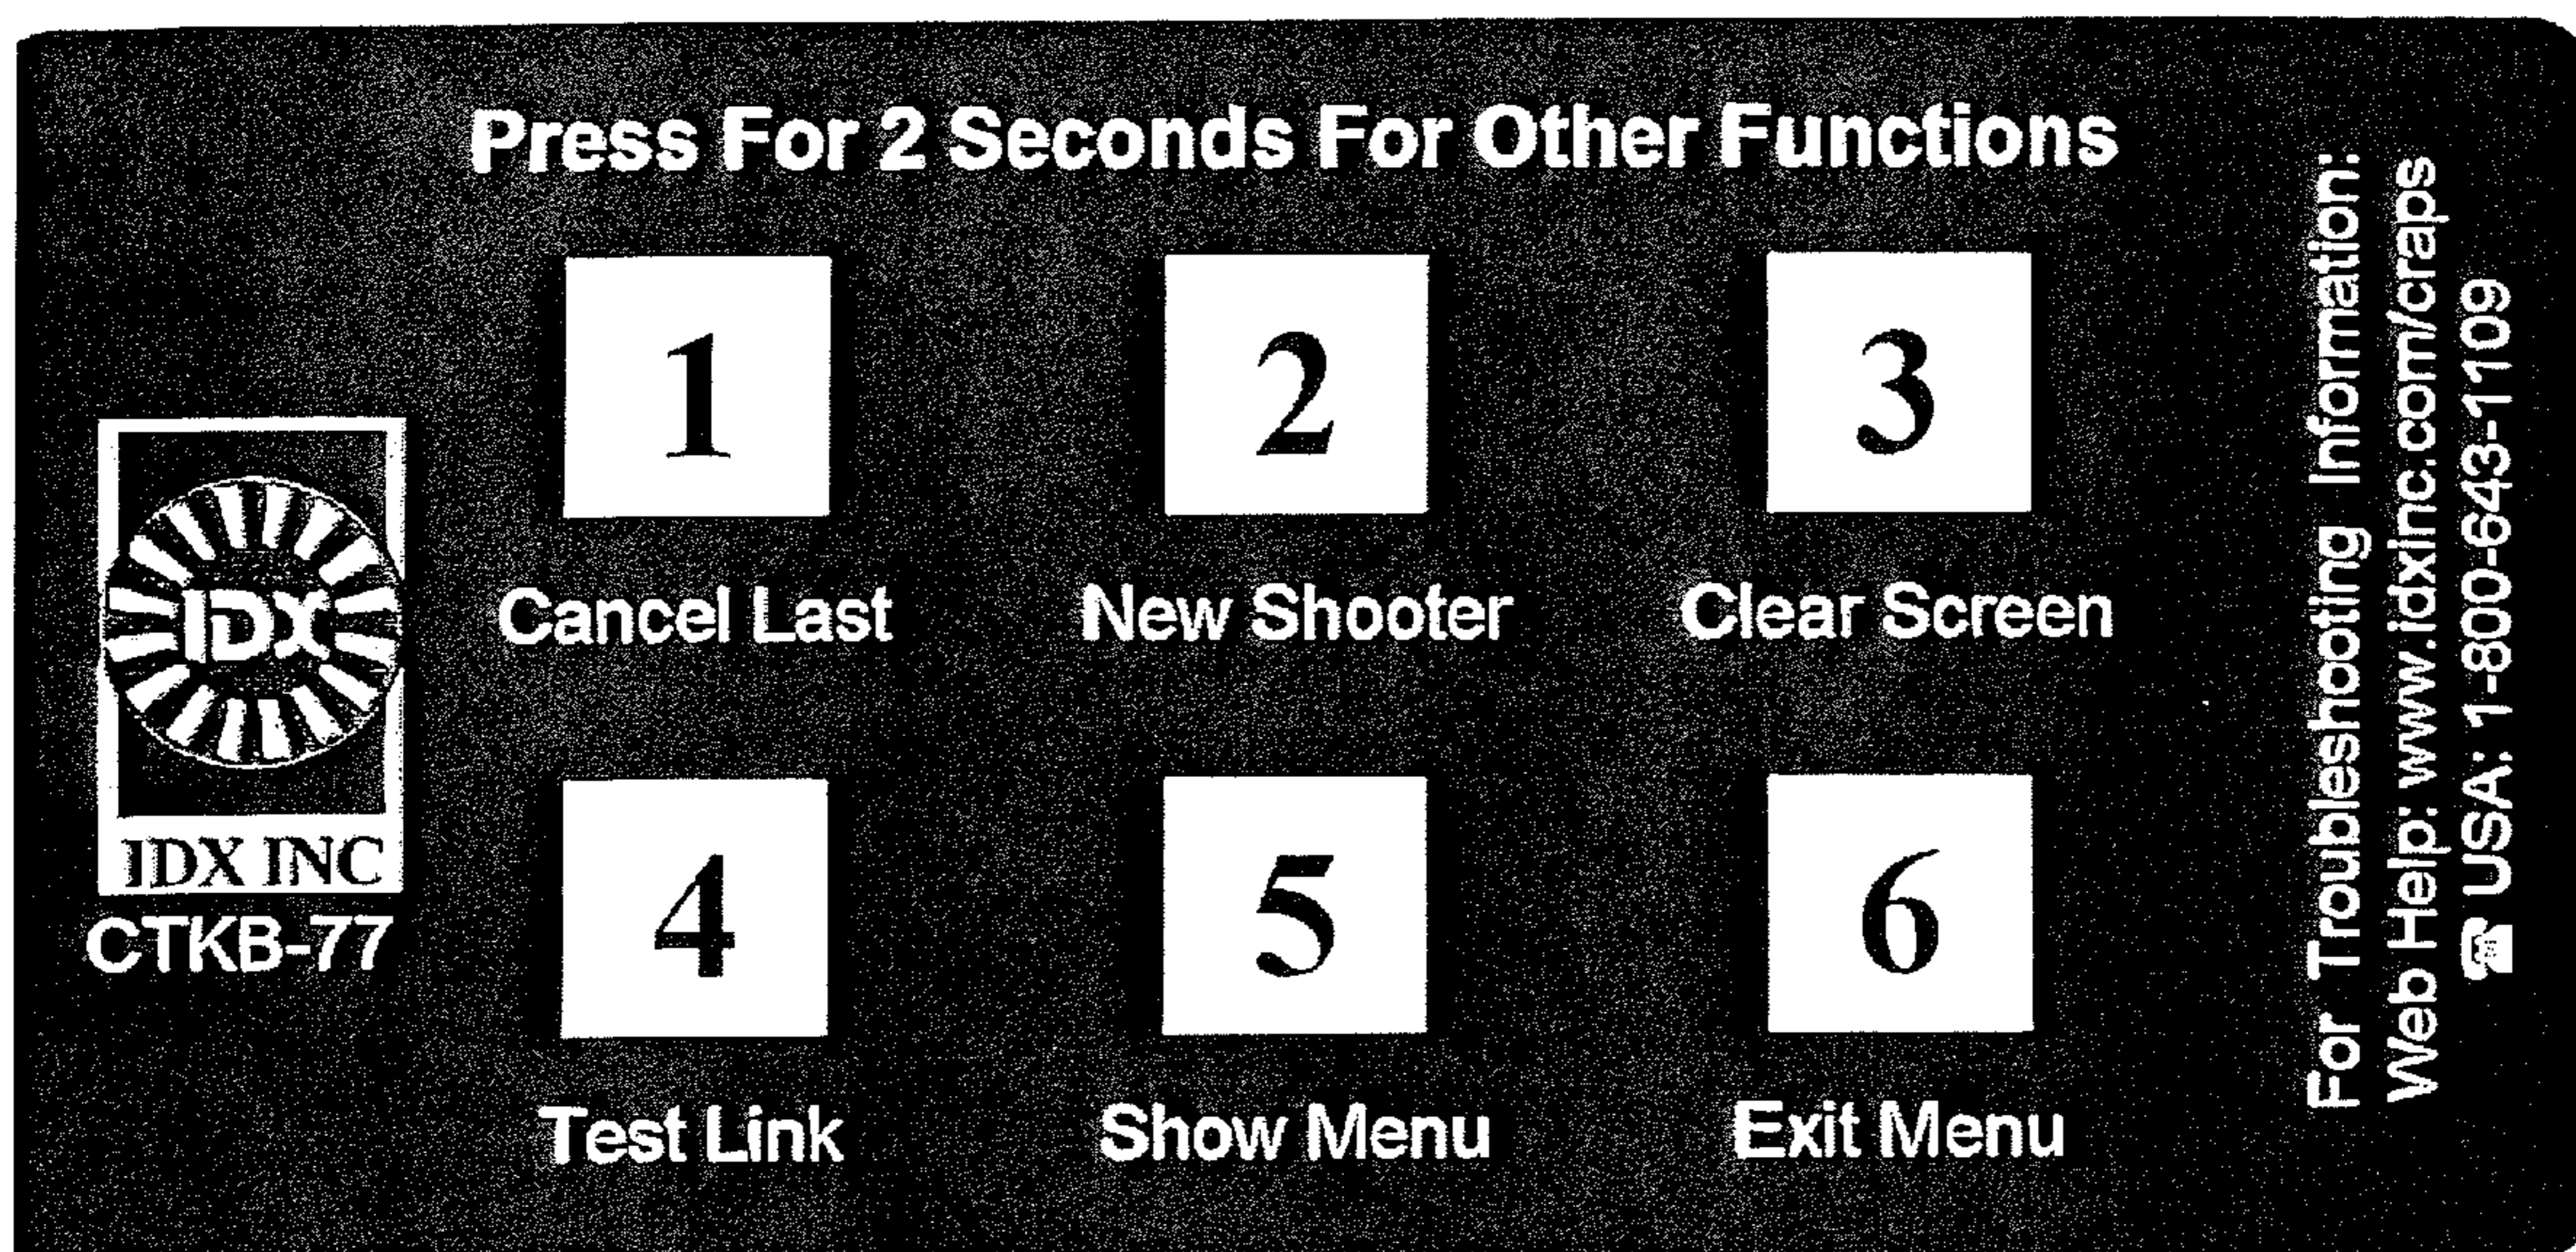 Press For 2 Seconds For Other Functions
1
2
3
Cancel Last
New Shooter
Clear Screen
IDX
IDX INC
CTKB-77
4
5
6
Test Link
Show Menu
Exit Menu
For Troubleshooting Information:
Web Help: www.idxinc.com/craps
☎ USA: 1-800-643-1109